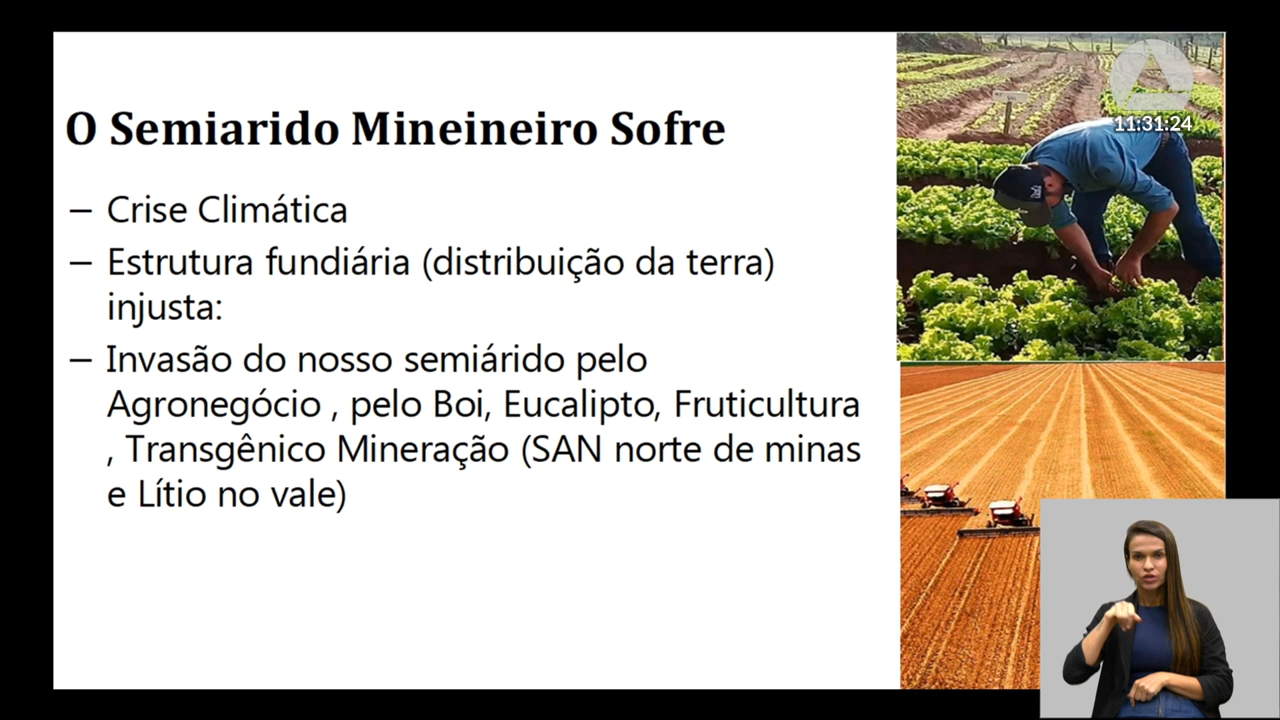 O Semiarido Mineineiro Sofre
– Crise Climática
– Estrutura fundiária (distribuição da terra)
injusta:
– Invasão do nosso semiárido pelo
Agronegócio , pelo Boi, Eucalipto, Fruticultura
, Transgênico Mineração (SAN norte de minas
e Lítio no vale)
11:31:24